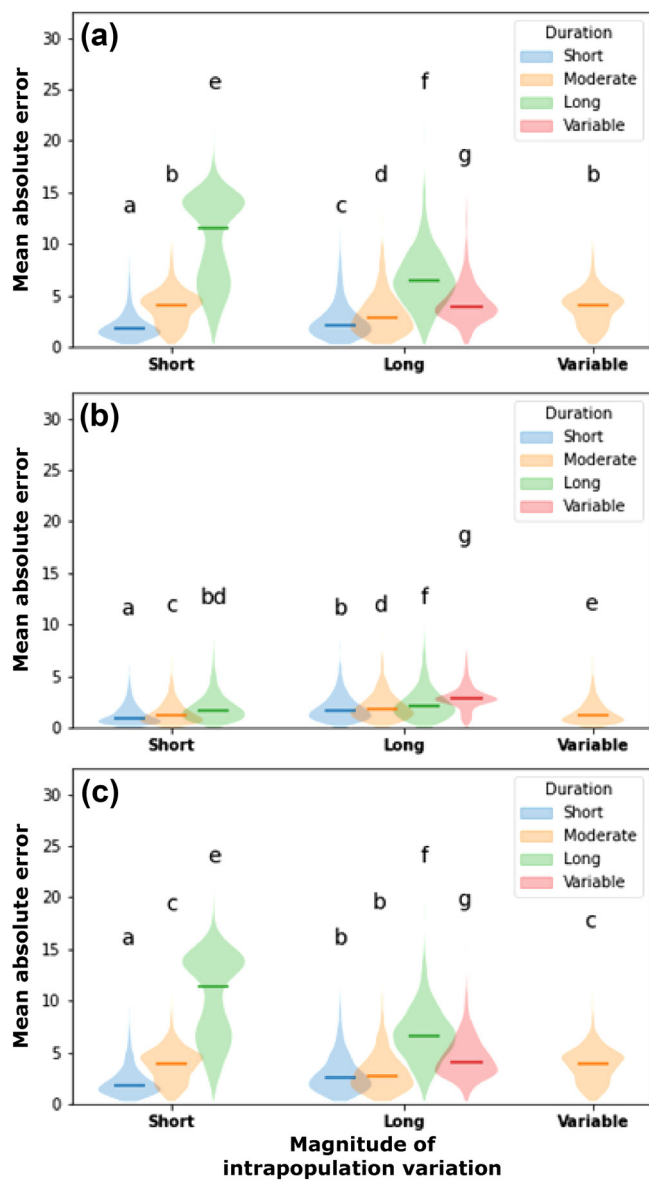 (a)
Mean absolute error
30
25
20
15
10
5
0
Duration
Short
Moderate
Long
Variable
a
b
e
c
d
f
g
b
Short
Long
Variable
(b)
Mean absolute error
30
25
20
15
10
5
0
Duration
Short
Moderate
Long
Variable
a
c
bd
b
d
f
g
e
Short
Long
Variable
(c)
Mean absolute error
30
25
20
15
10
5
0
Duration
Short
Moderate
Long
Variable
a
c
e
b
b
f
g
c
Short
Long
Variable
Magnitude of
intrapopulation variation